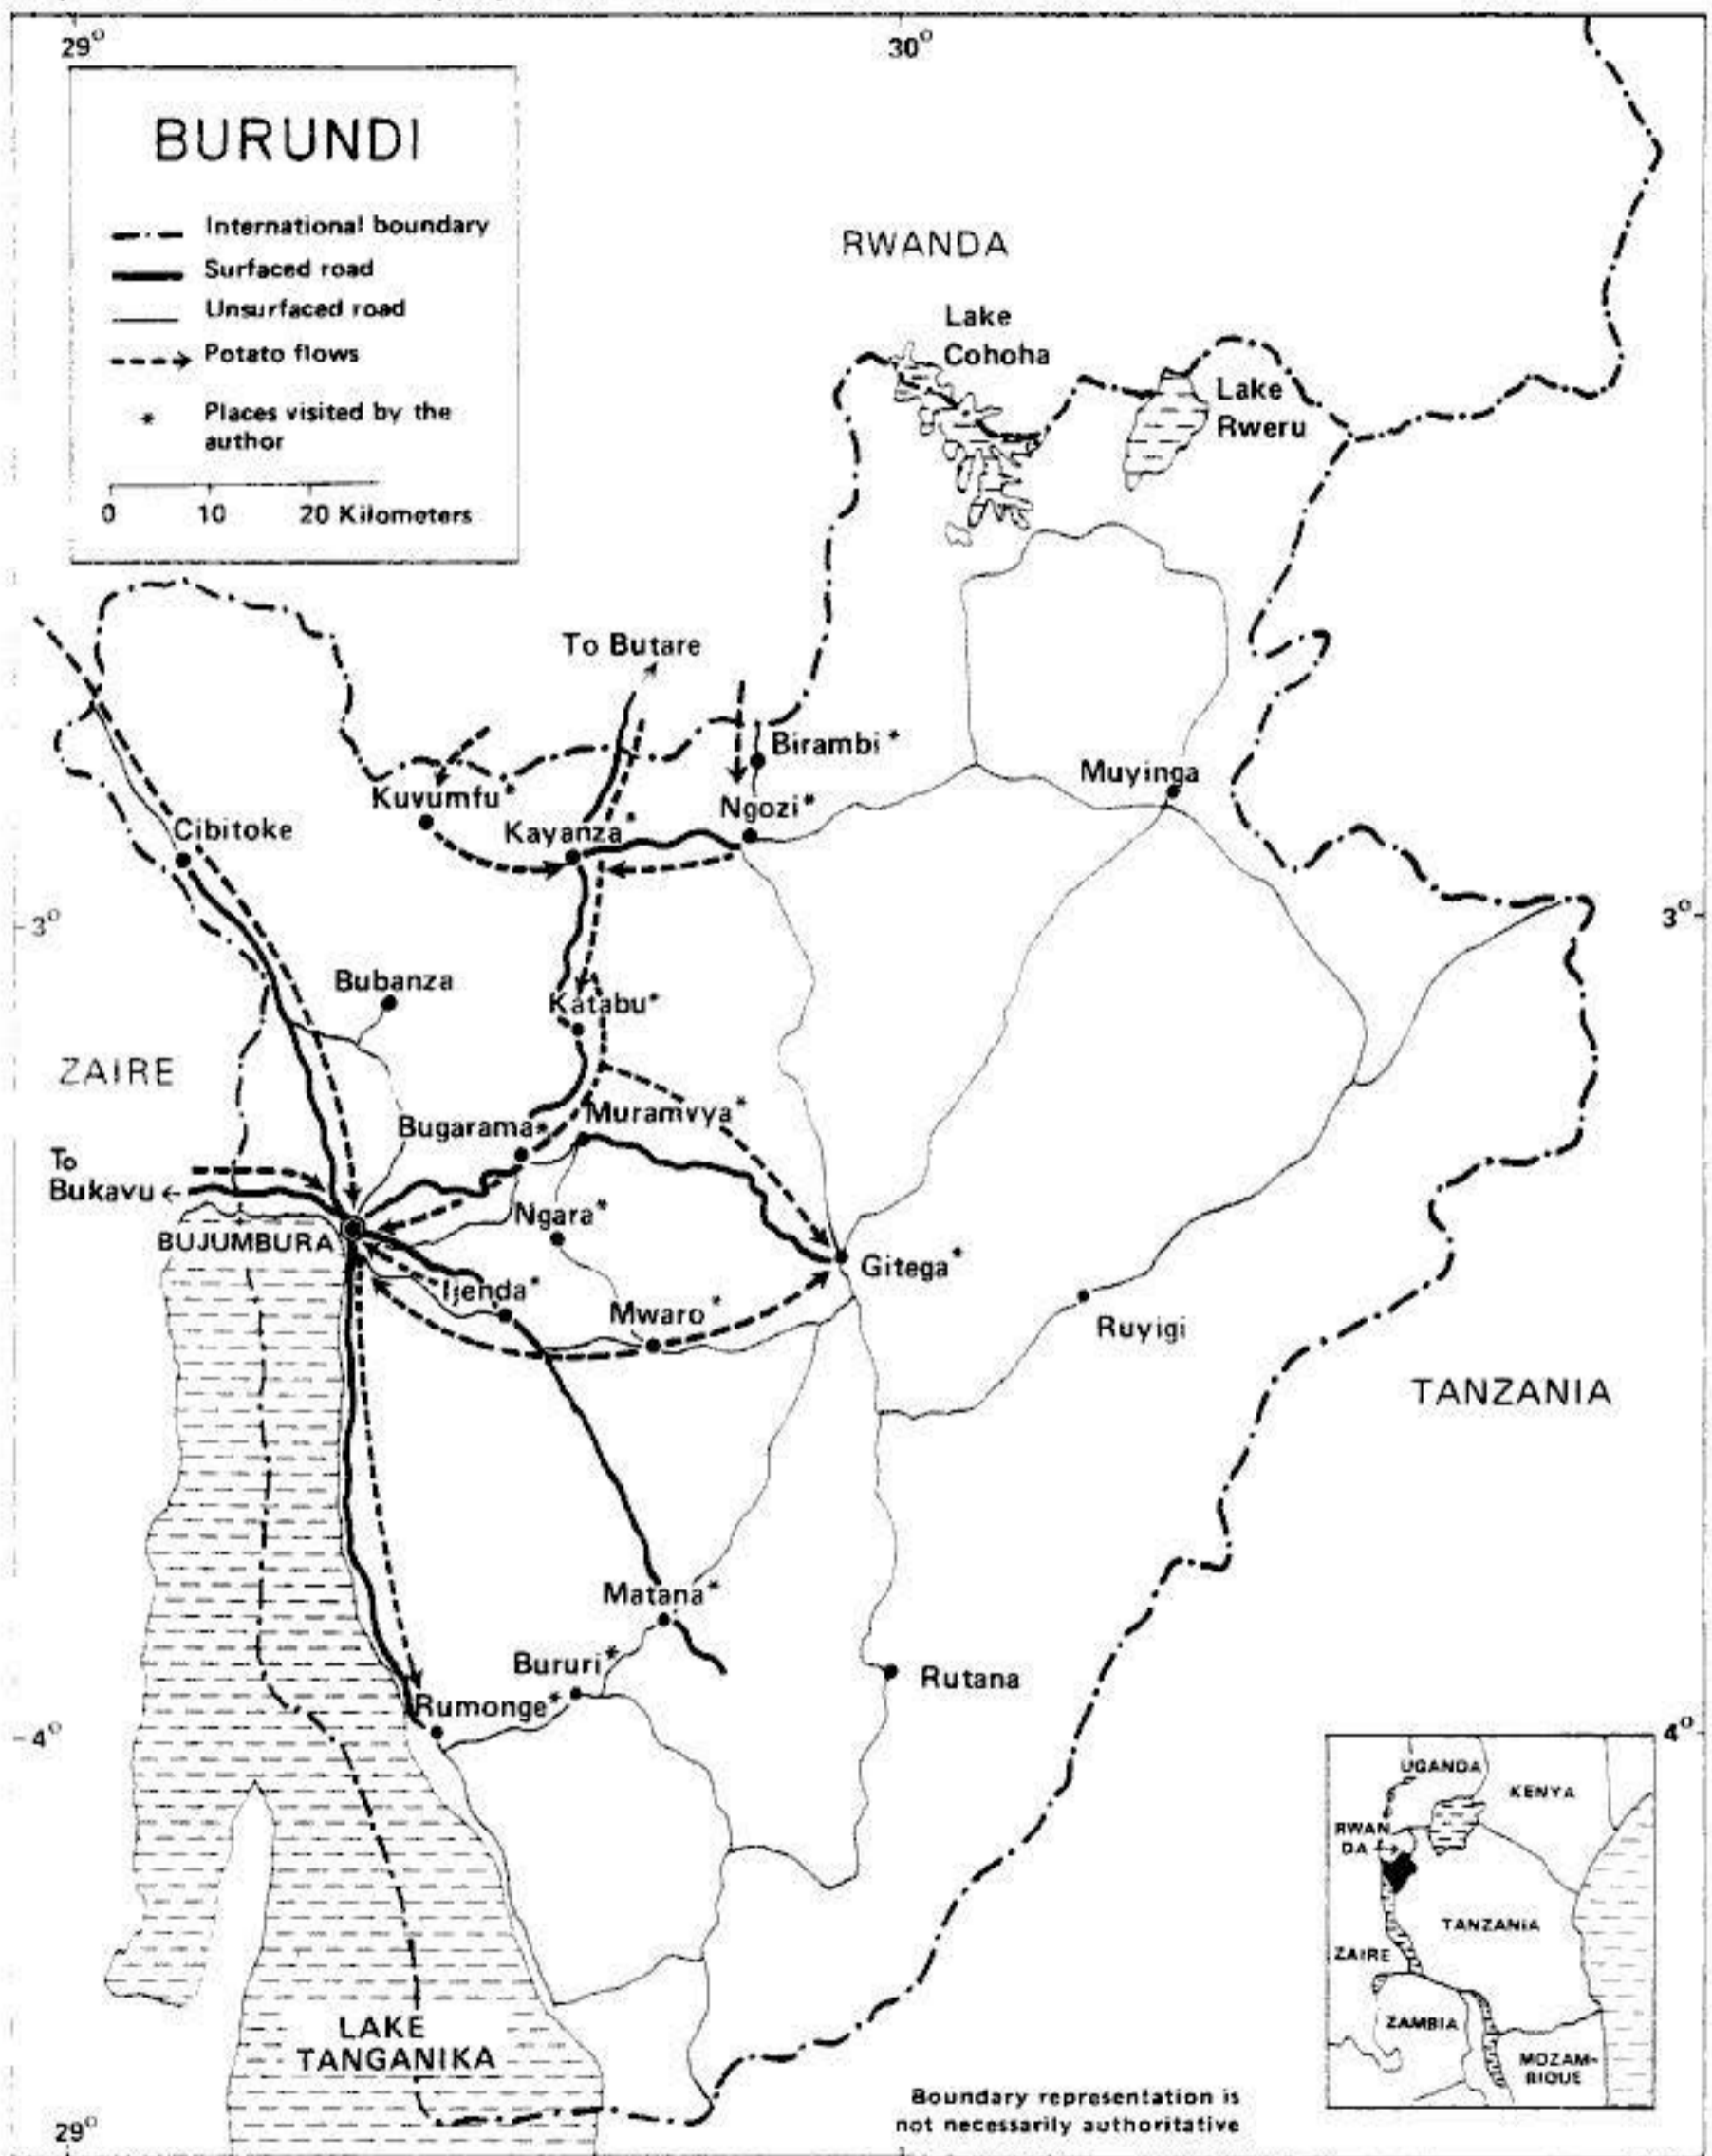 29°
30°
BURUNDI
International boundary
Surfaced road
Unsurfaced road
Potato flows
* Places visited by the
author
0 10 20 Kilometers
RWANDA
Lake
Cohoha
Lake
Rweru
To Butare
Birambi*
Muyinga
Kuvumfu*
Ngozi*
Kayanza*
Cibitoke
3°
3°
Bubanza
Katabu*
ZAIRE
Muramvya*
Bugarama*
To
Bukavu ←
Ngara*
BUJUMBURA
Gitega*
Ijenda*
Mwaro*
Ruyigi
TANZANIA
Matana*
Bururi*
Rutana
Rumonge*
4°
4°
UGANDA
KENYA
RWAN
DA
TANZANIA
ZAIRE
ZAMBIA
MOZAM-
BIQUE
LAKE
TANGANIKA
Boundary representation is
not necessarily authoritative
29°